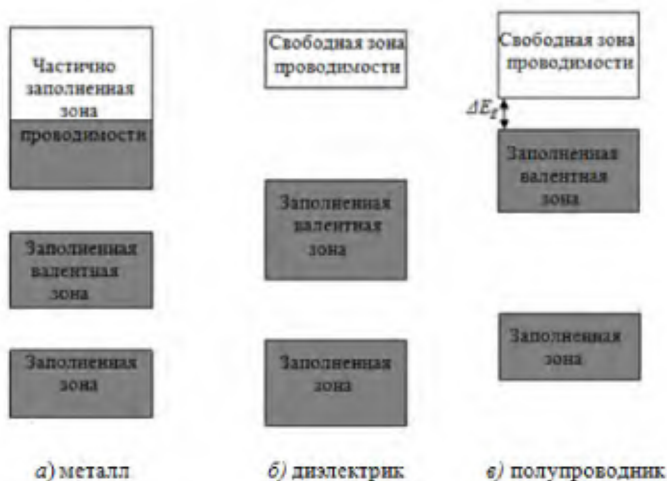 Частично
заполненная
зона
проводимости
Заполненная
валентная
зона
Заполненная
зона
а) металл
Свободная зона
проводимости
Заполненная
валентная
зона
Заполненная
зона
б) диэлектрик
Свободная зона
проводимости
ΔEg
Заполненная
валентная
зона
Заполненная
зона
в) полупроводник